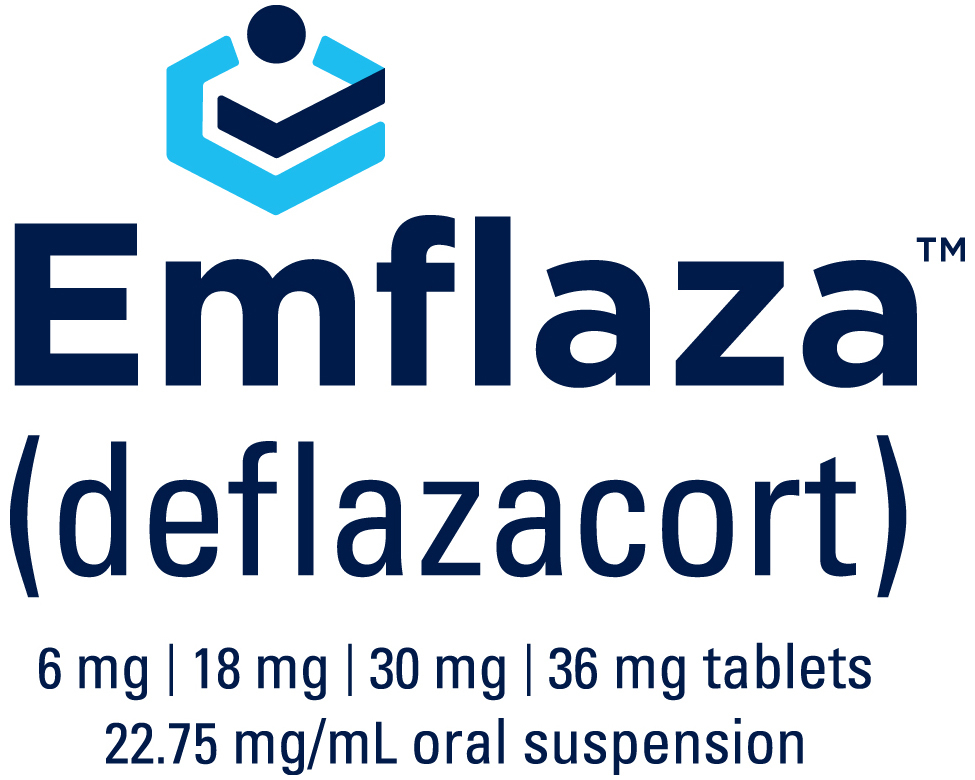 Emflaza™
(deflazacort)
6 mg | 18 mg | 30 mg | 36 mg tablets
22.75 mg/mL oral suspension